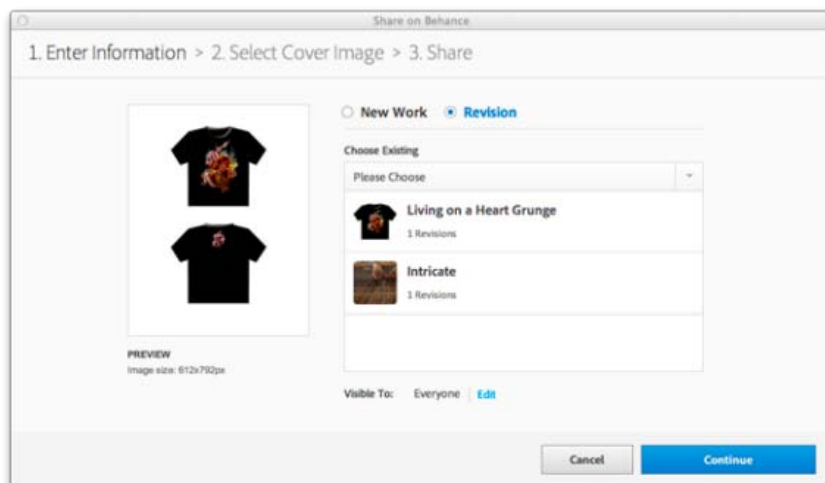 Share on Behance
1. Enter Information > 2. Select Cover Image > 3. Share
New Work Revision
Choose Existing
Please Choose
Living on a Heart Grunge
1 Revisions
Intricate
1 Revisions
PREVIEW
Image size: 612x792px
Visible To: Everyone Edit
Cancel Continue